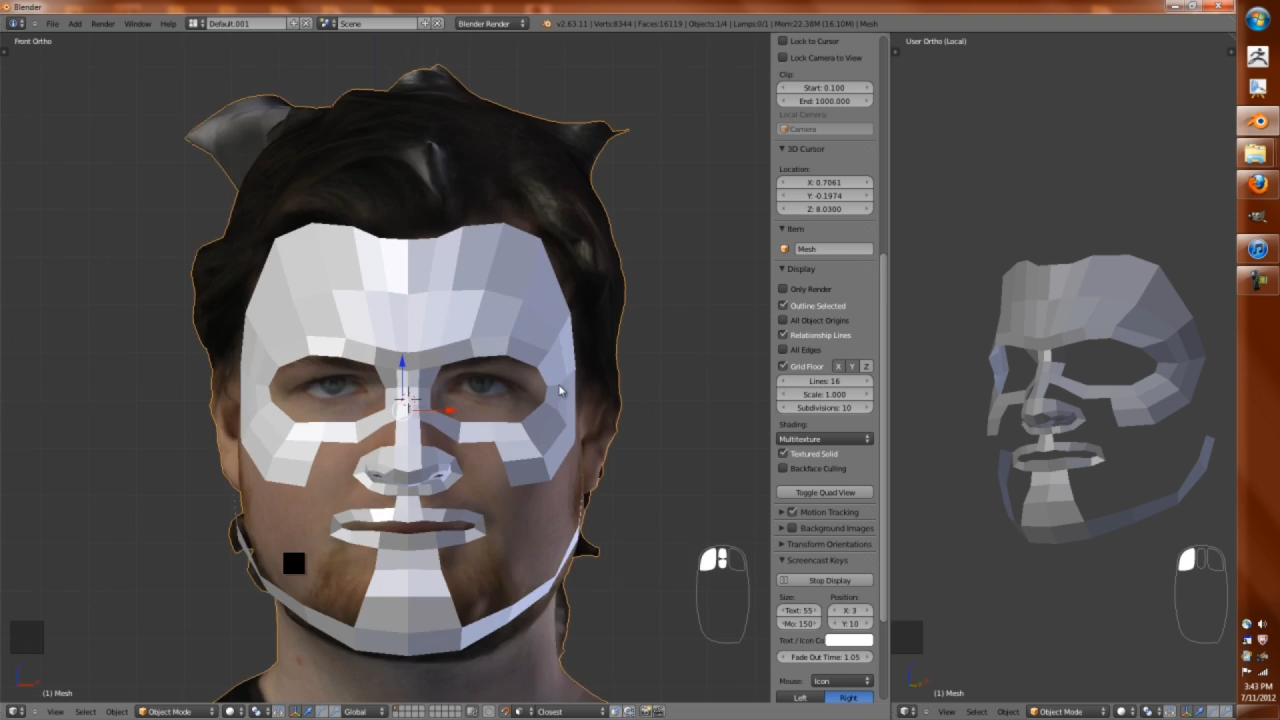 Blender
File Add Render Window Help Default.001 Scene Blender Render v2.63.11 | Verts:8344 | Faces:16119 | Objects:1/4 | Lamps:0/1 | Mem:22.38M (16.10M) | Mesh
Front Ortho
User Ortho (Local)
Lock to Cursor
Lock Camera to View
Clip:
Start: 0.100
End: 1000.000
Local Camera:
Camera
3D Cursor
Location:
X: 0.7061
Y: -0.1974
Z: 8.0300
Item
Mesh
Display
Only Render
Outline Selected
All Object Origins
Relationship Lines
All Edges
Grid Floor X Y Z
Lines: 16
Scale: 1.000
Subdivisions: 10
Shading:
Multitexture
Textured Solid
Backface Culling
Toggle Quad View
Motion Tracking
Background Images
Transform Orientations
Screencast Keys
Stop Display
Size: Position:
Text: 55 X: 3
Mo: 150 Y: 10
Text / Icon Co
Fade Out Time: 1.05
Mouse: Icon
Left Right
(1) Mesh
(1) Mesh
View Select Object Object Mode Global Closest
View Select Object Object Mode
3:43 PM
7/11/2012